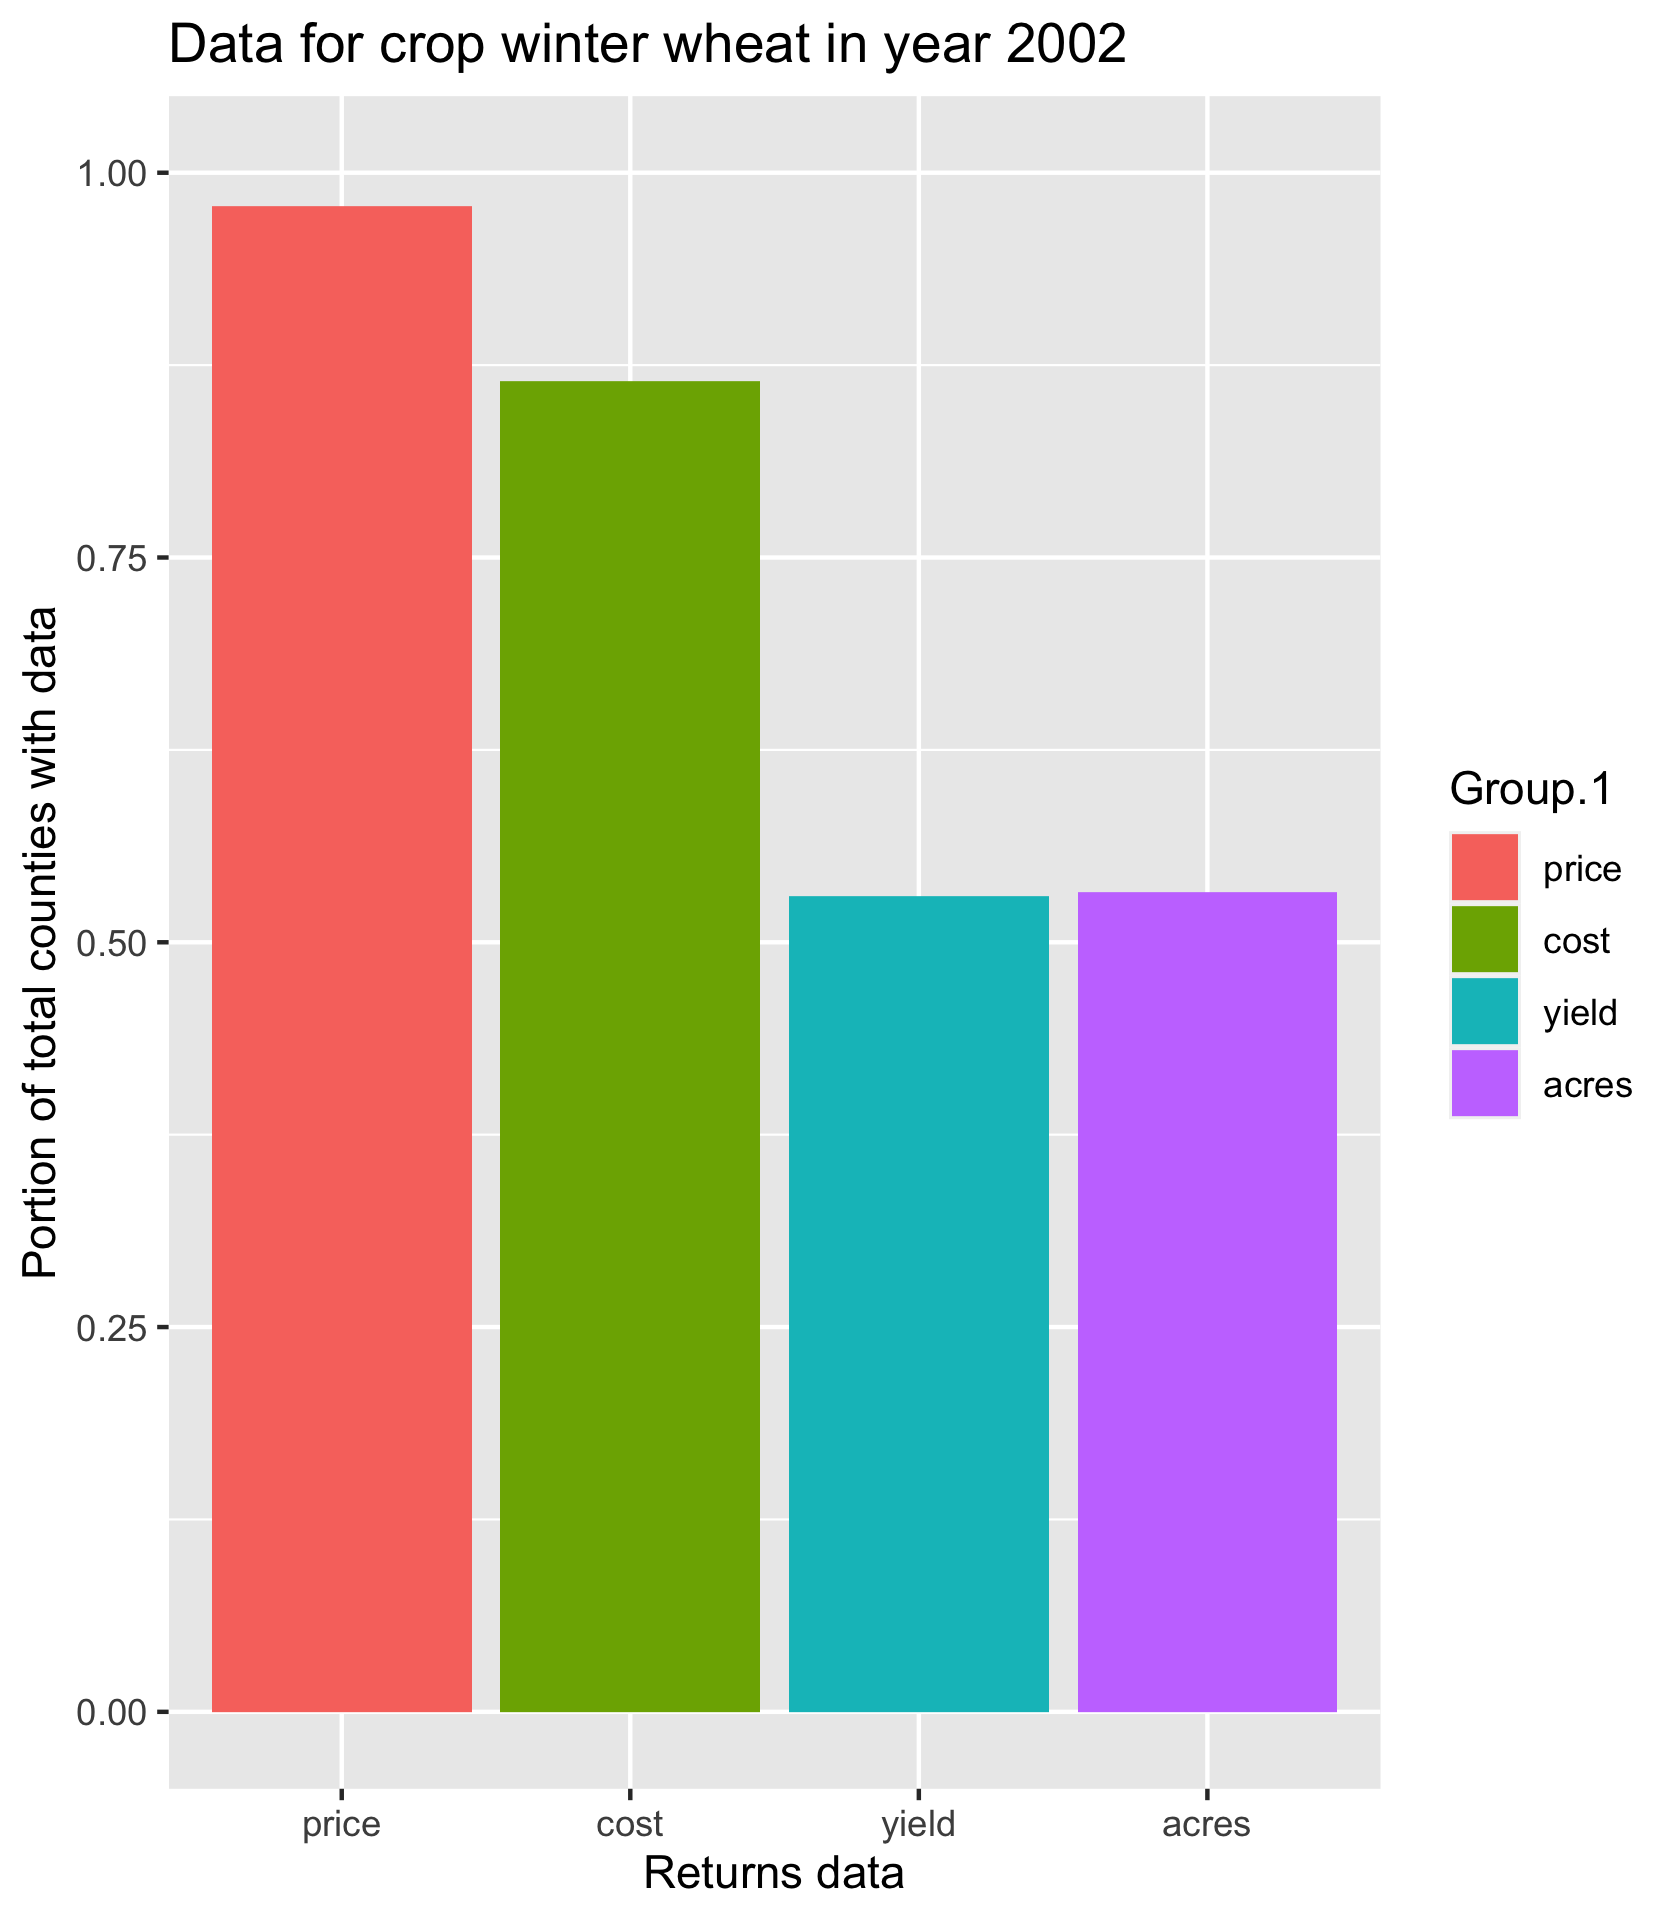 Data for crop winter wheat in year 2002
Portion of total counties with data
1.00
0.75
0.50
0.25
0.00
price
cost
yield
acres
Returns data
Group.1
price
cost
yield
acres